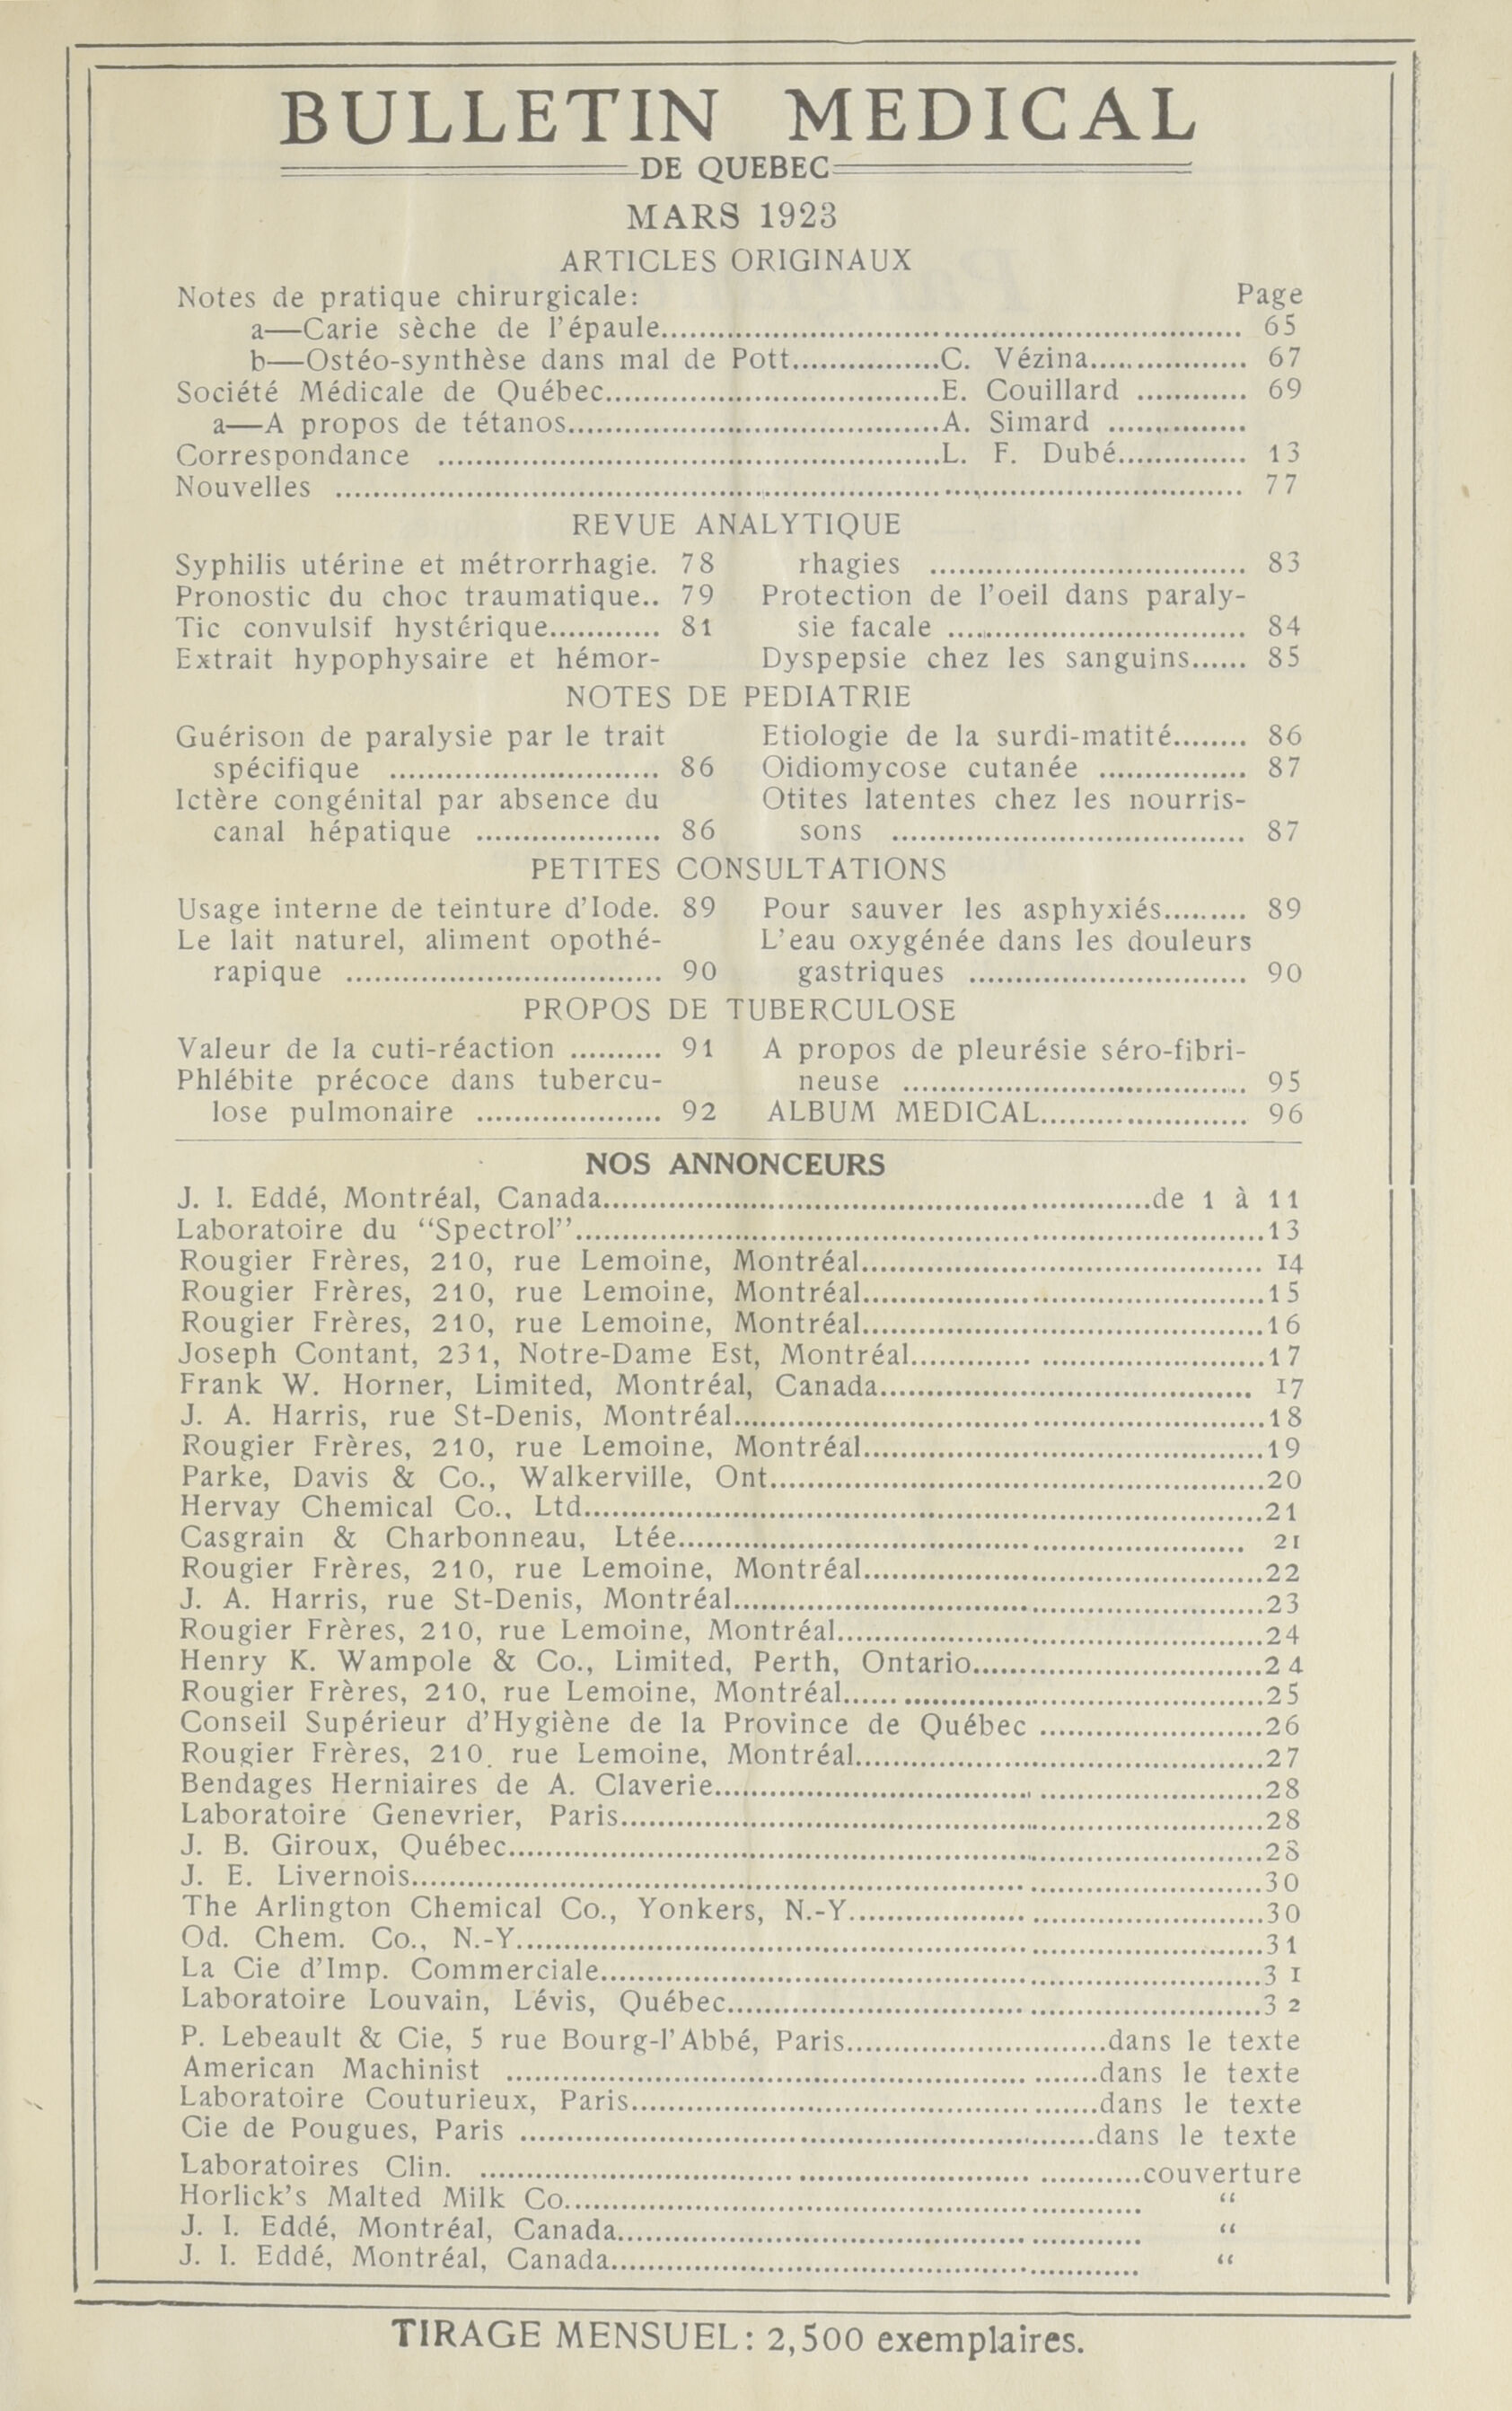 BULLETIN MEDICAL
DE QUEBEC
MARS 1923
ARTICLES ORIGINAUX
Notes de pratique chirurgicale: Page
a—Carie sèche de l'épaule........ 65
b—Ostéo-synthèse dans mal de Pott........C. Vézina........ 67
Société Médicale de Québec........E. Couillard ........ 69
a—A propos de tétanos........A. Simard ........
Correspondance ........L. F. Dubé........ 13
Nouvelles ........ 77
REVUE ANALYTIQUE
Syphilis utérine et métrorrhagie. 78
Pronostic du choc traumatique.. 79
Tic convulsif hystérique........ 81
Extrait hypophysaire et hémor-
rhagies ........ 83
Protection de l'oeil dans paraly-
sie facale ........ 84
Dyspepsie chez les sanguins...... 85
NOTES DE PEDIATRIE
Guérison de paralysie par le trait
spécifique ........ 86
Ictère congénital par absence du
canal hépatique ........ 86
Etiologie de la surdi-matité........ 86
Oidiomycose cutanée ........ 87
Otites latentes chez les nourris-
sons ........ 87
PETITES CONSULTATIONS
Usage interne de teinture d'Iode. 89
Le lait naturel, aliment opothé-
rapique ........ 90
Pour sauver les asphyxiés........ 89
L'eau oxygénée dans les douleurs
gastriques ........ 90
PROPOS DE TUBERCULOSE
Valeur de la cuti-réaction ........ 91
Phlébite précoce dans tubercu-
lose pulmonaire ........ 92
A propos de pleurésie séro-fibri-
neuse ........ 95
ALBUM MEDICAL........ 96
NOS ANNONCEURS
J. I. Eddé, Montréal, Canada........de 1 à 11
Laboratoire du "Spectrol"........13
Rougier Frères, 210, rue Lemoine, Montréal........ 14
Rougier Frères, 210, rue Lemoine, Montréal........15
Rougier Frères, 210, rue Lemoine, Montréal........16
Joseph Contant, 231, Notre-Dame Est, Montréal........17
Frank W. Horner, Limited, Montréal, Canada........ 17
J. A. Harris, rue St-Denis, Montréal........18
Rougier Frères, 210, rue Lemoine, Montréal........19
Parke, Davis & Co., Walkerville, Ont........20
Hervay Chemical Co., Ltd........21
Casgrain & Charbonneau, Ltée........ 21
Rougier Frères, 210, rue Lemoine, Montréal........22
J. A. Harris, rue St-Denis, Montréal........23
Rougier Frères, 210, rue Lemoine, Montréal........24
Henry K. Wampole & Co., Limited, Perth, Ontario........24
Rougier Frères, 210, rue Lemoine, Montréal........25
Conseil Supérieur d'Hygiène de la Province de Québec ........26
Rougier Frères, 210, rue Lemoine, Montréal........27
Bendages Herniaires de A. Claverie........28
Laboratoire Genevrier, Paris........28
J. B. Giroux, Québec........28
J. E. Livernois........30
The Arlington Chemical Co., Yonkers, N.-Y........30
Od. Chem. Co., N.-Y........31
La Cie d'Imp. Commerciale........31
Laboratoire Louvain, Lévis, Québec........32
P. Lebeault & Cie, 5 rue Bourg-l'Abbé, Paris........dans le texte
American Machinist ........dans le texte
Laboratoire Couturieux, Paris........dans le texte
Cie de Pougues, Paris ........dans le texte
Laboratoires Clin. ........couverture
Horlick's Malted Milk Co........ "
J. I. Eddé, Montréal, Canada........ "
J. I. Eddé, Montréal, Canada........ "
TIRAGE MENSUEL: 2,500 exemplaires.